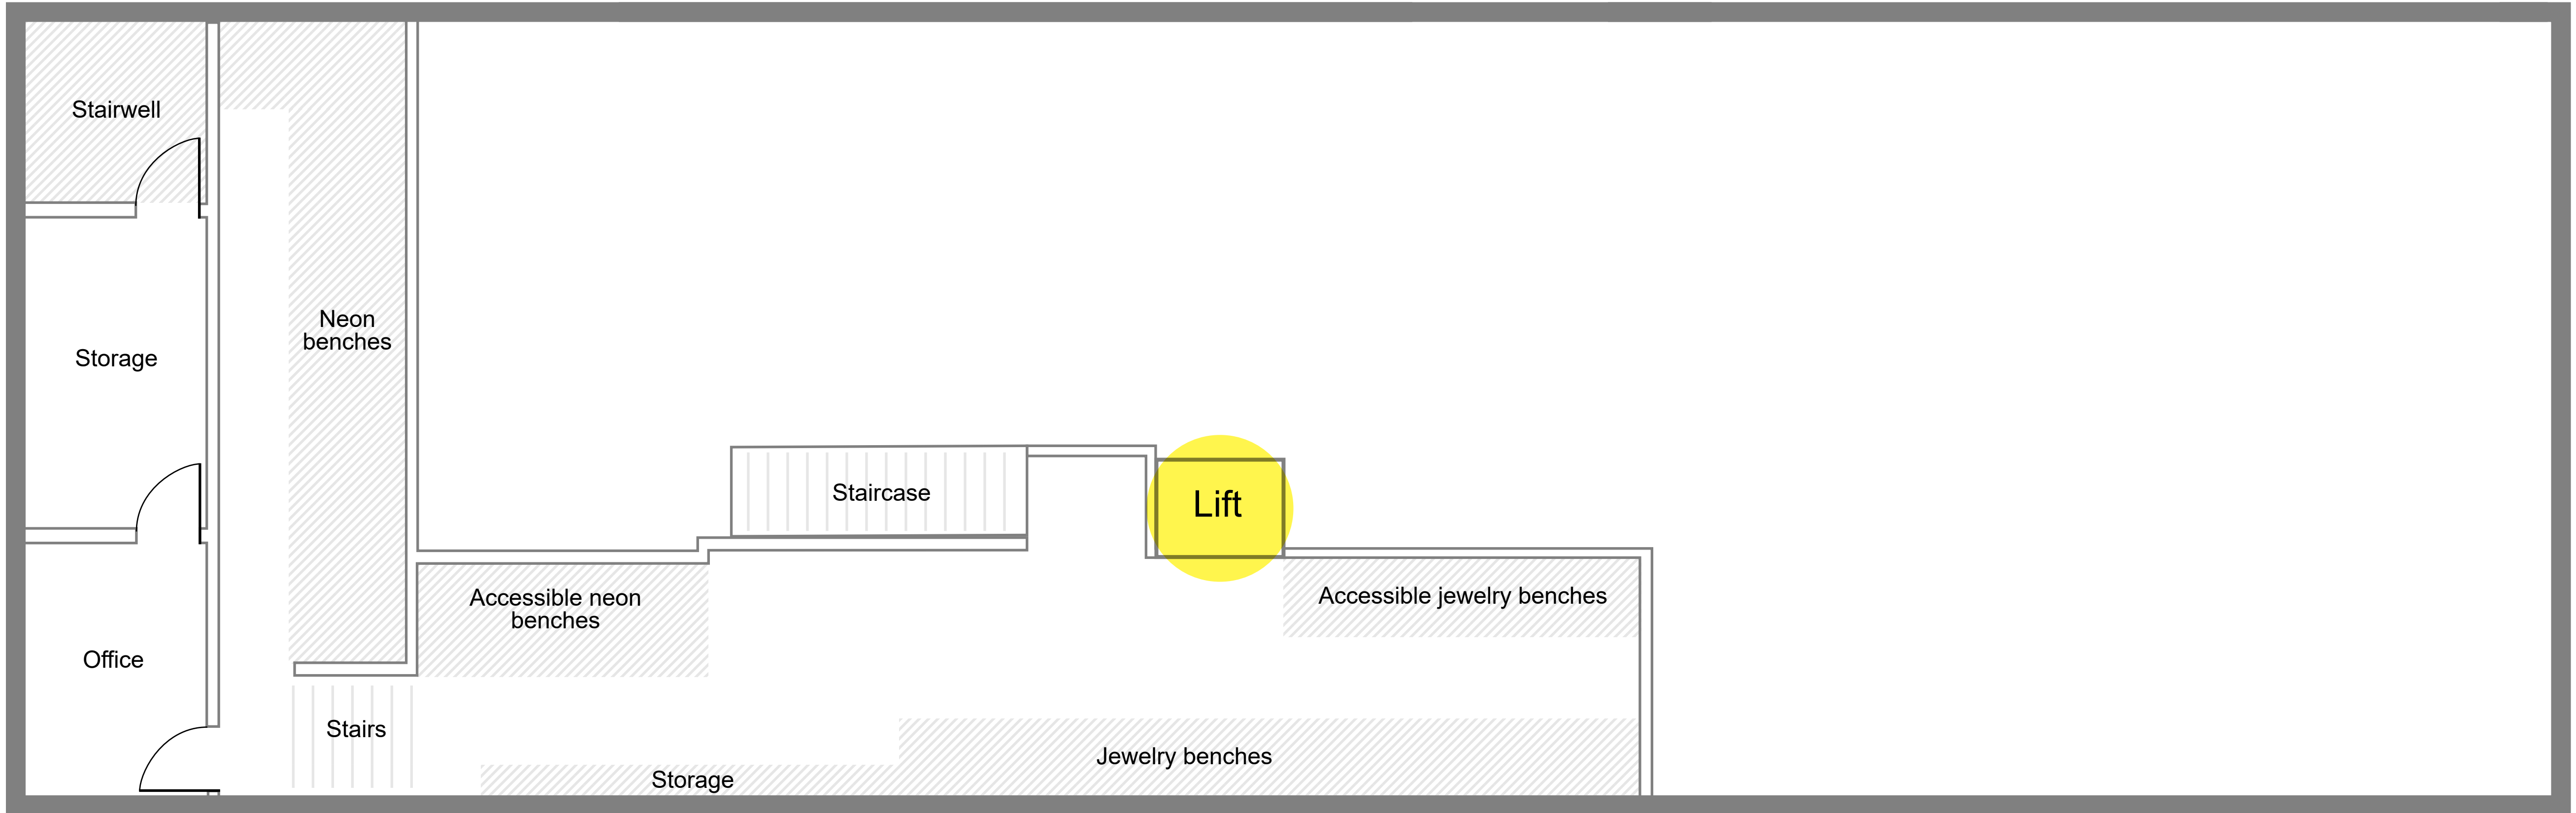 Stairwell
Neon
benches
Storage
Staircase
Lift
Accessible neon
benches
Accessible jewelry benches
Office
Stairs
Jewelry benches
Storage